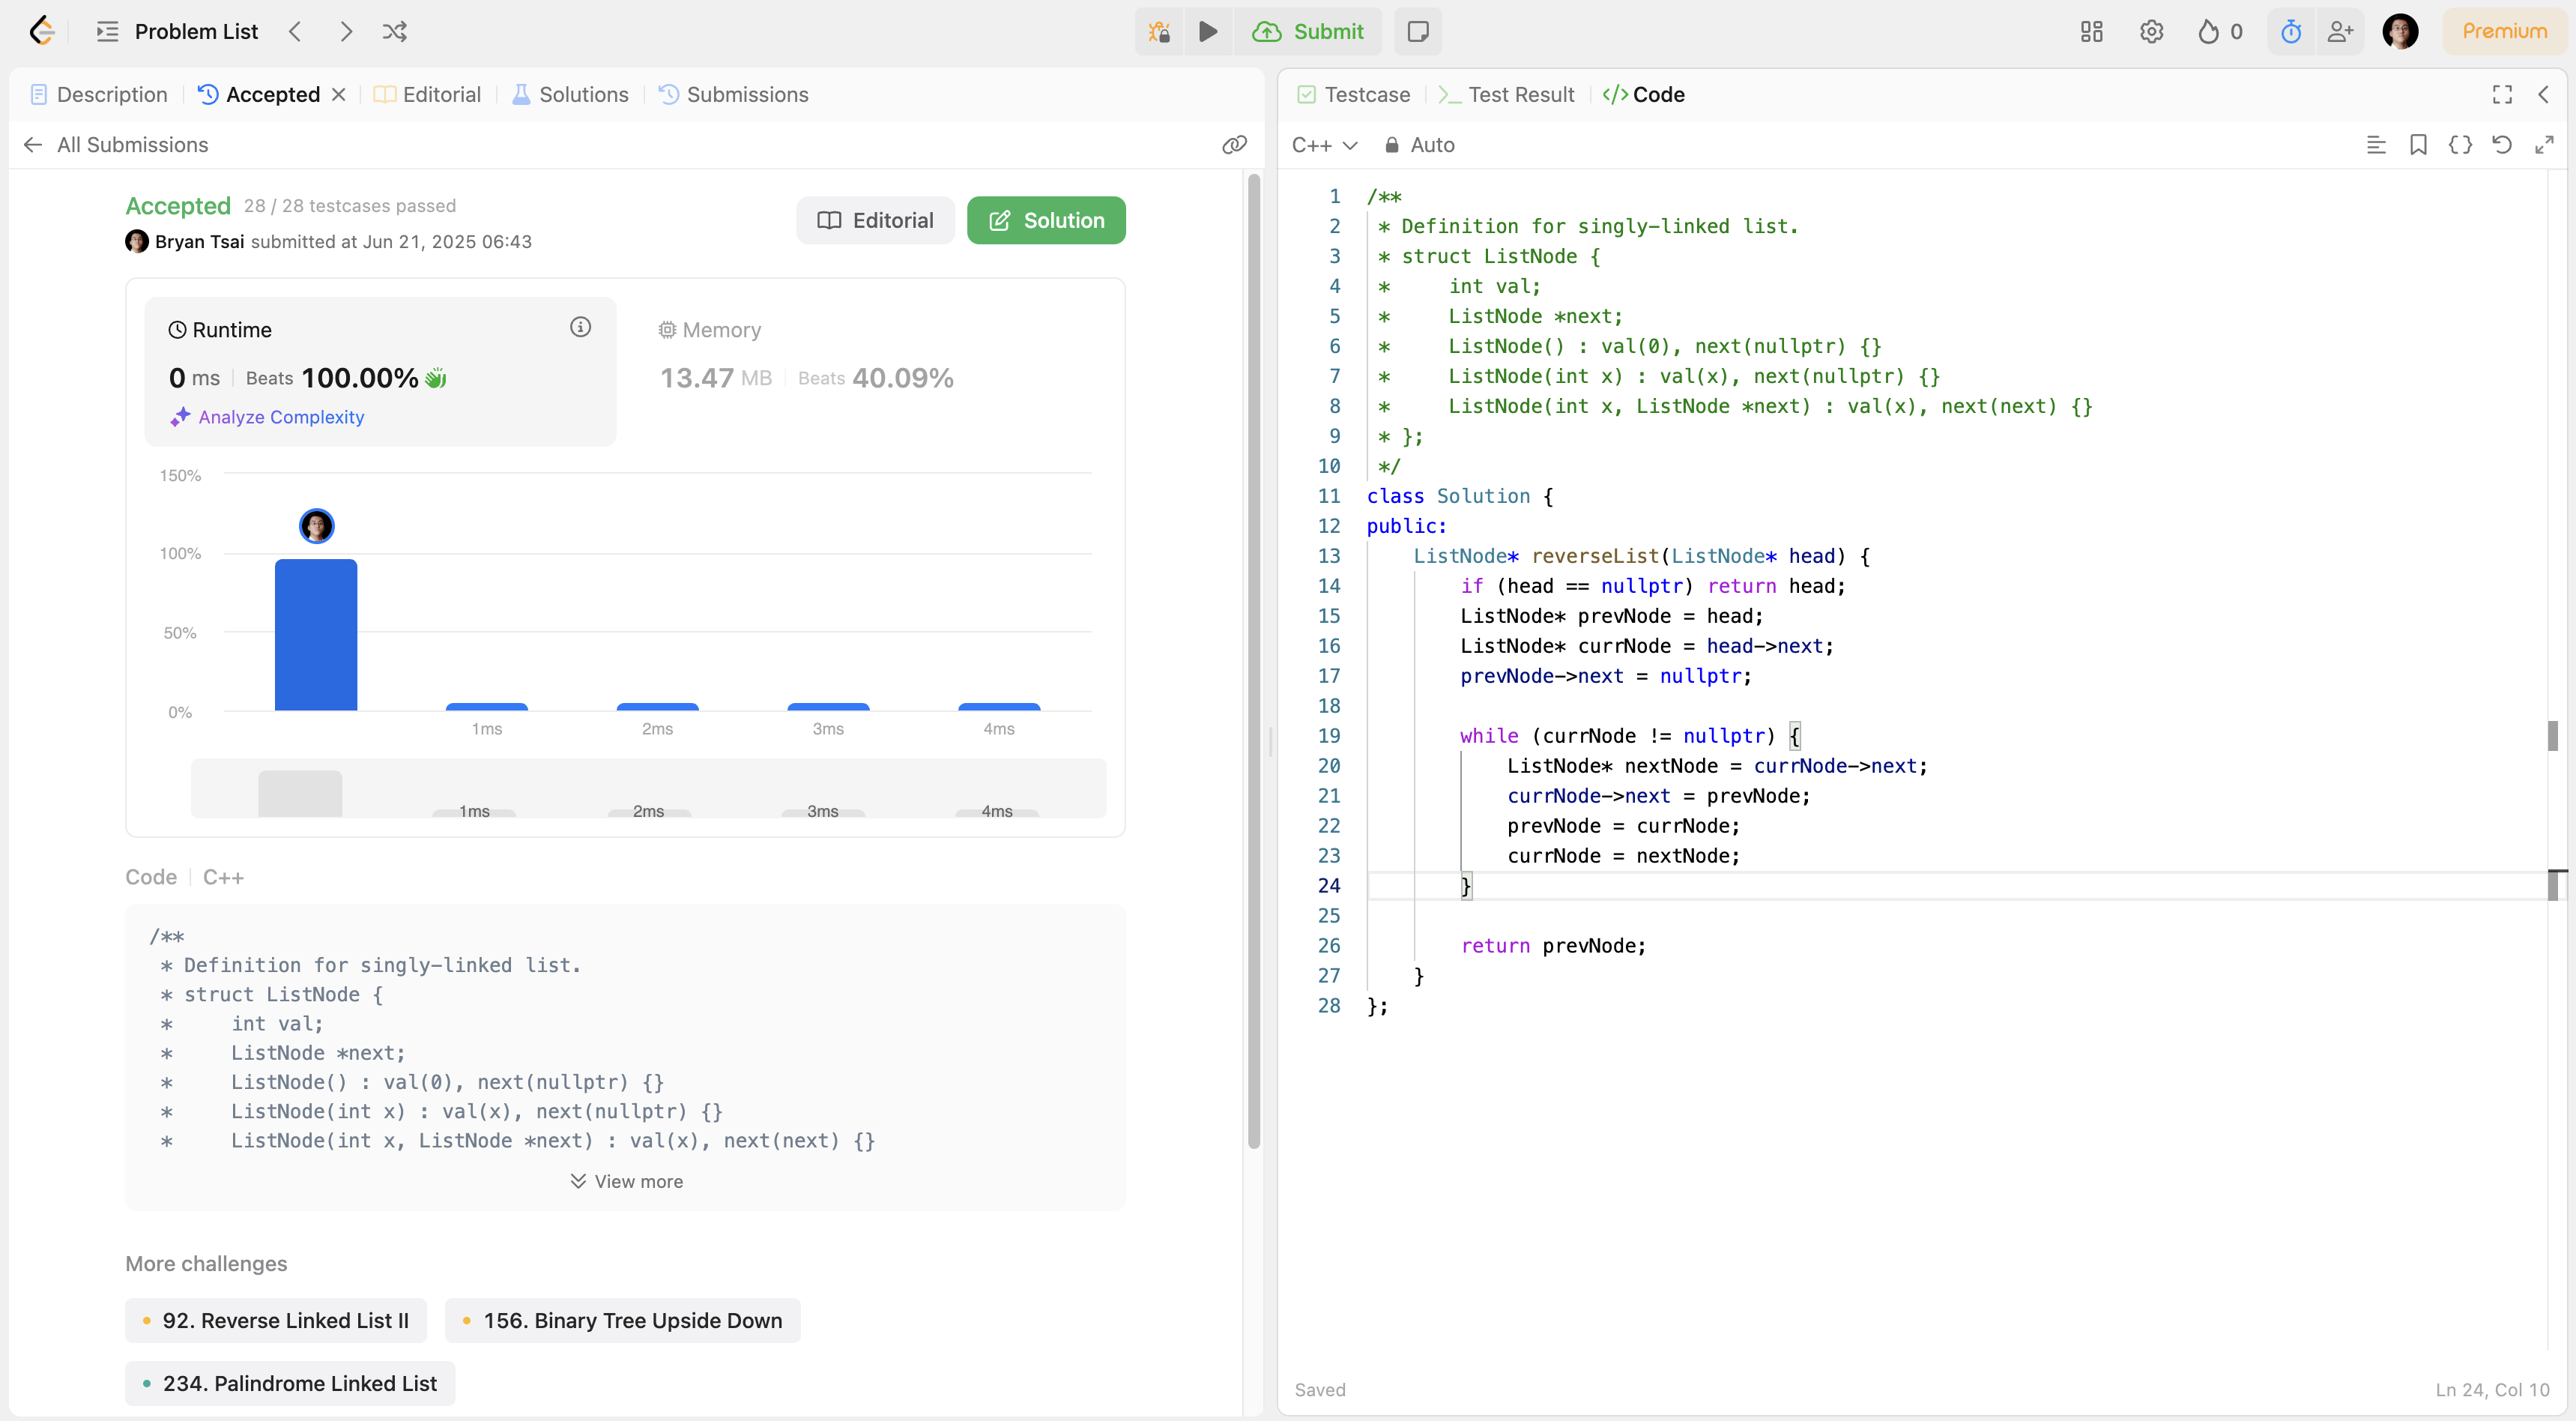 Problem List
Submit
0
Premium
Description
Accepted
Editorial
Solutions
Submissions
All Submissions
Accepted 28 / 28 testcases passed
Bryan Tsai submitted at Jun 21, 2025 06:43
Editorial
Solution
Runtime
0 ms Beats 100.00%
Analyze Complexity
Memory
13.47 MB Beats 40.09%
150%
100%
50%
0%
1ms 2ms 3ms 4ms
1ms 2ms 3ms 4ms
Code C++
/**
 * Definition for singly-linked list.
 * struct ListNode {
 *     int val;
 *     ListNode *next;
 *     ListNode() : val(0), next(nullptr) {}
 *     ListNode(int x) : val(x), next(nullptr) {}
 *     ListNode(int x, ListNode *next) : val(x), next(next) {}
View more
More challenges
92. Reverse Linked List II
156. Binary Tree Upside Down
234. Palindrome Linked List
Testcase
>_ Test Result
</> Code
C++
Auto
1 /**
2  * Definition for singly-linked list.
3  * struct ListNode {
4  *     int val;
5  *     ListNode *next;
6  *     ListNode() : val(0), next(nullptr) {}
7  *     ListNode(int x) : val(x), next(nullptr) {}
8  *     ListNode(int x, ListNode *next) : val(x), next(next) {}
9  * };
10  */
11 class Solution {
12 public:
13     ListNode* reverseList(ListNode* head) {
14         if (head == nullptr) return head;
15         ListNode* prevNode = head;
16         ListNode* currNode = head->next;
17         prevNode->next = nullptr;
18
19         while (currNode != nullptr) {
20             ListNode* nextNode = currNode->next;
21             currNode->next = prevNode;
22             prevNode = currNode;
23             currNode = nextNode;
24         }
25
26         return prevNode;
27     }
28 };
Saved
Ln 24, Col 10